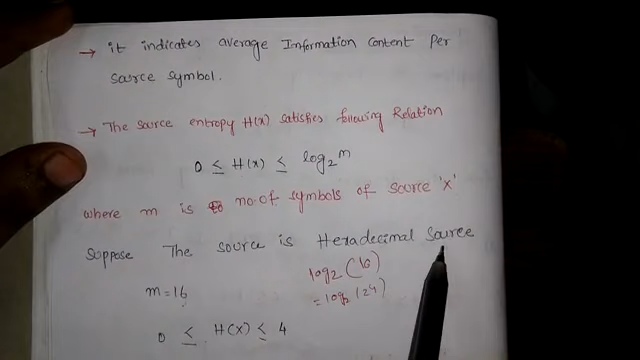 → it indicates average Information Content Per
source symbol.
→ The source entropy H(x) satisfies following Relation
0 ≤ H(x) ≤ log₂ᵐ
where m is no. of symbols of source 'x'
Suppose The source is Hexadecimal Source
log₂(16)
m=16
=log₂(2⁴)
0 ≤ H(x) ≤ 4